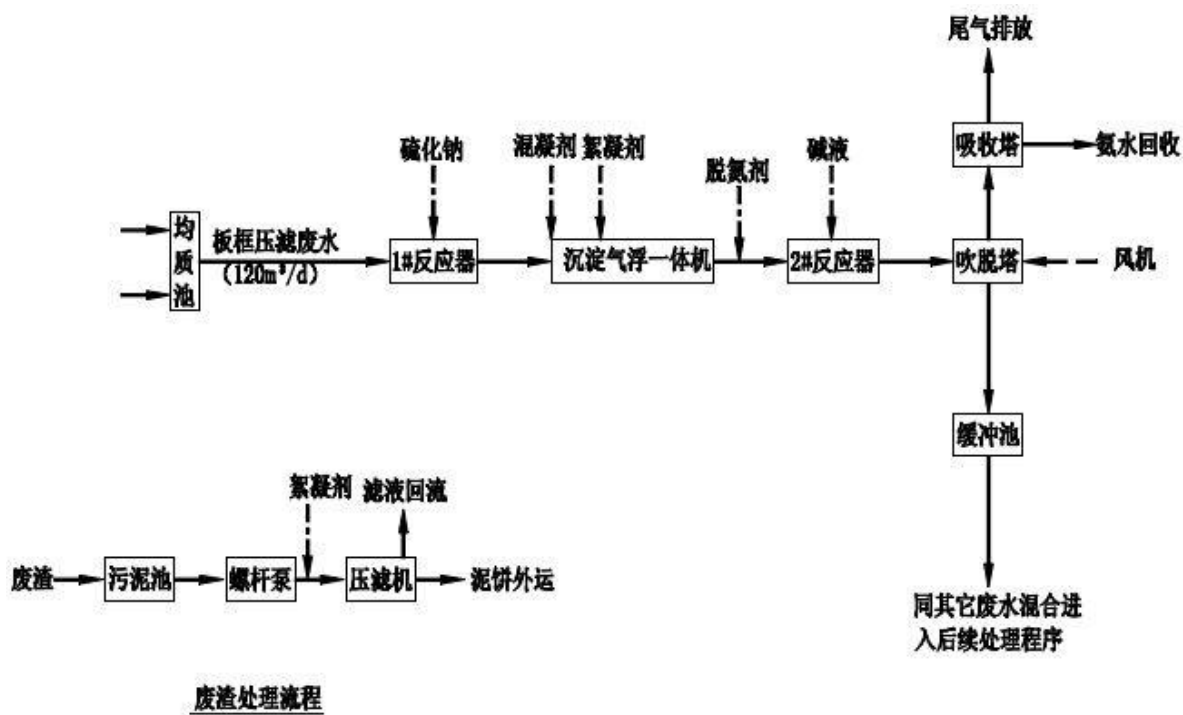 尾气排放
吸收塔
氨水回收
硫化钠
混凝剂
絮凝剂
脱氮剂
碱液
均质池
板框压滤废水
(120m³/d)
1#反应器
沉淀气浮一体机
2#反应器
吹脱塔
风机
缓冲池
絮凝剂
滤液回流
废渣
污泥池
螺杆泵
压滤机
泥饼外运
同其它废水混合进
入后续处理程序
废渣处理流程